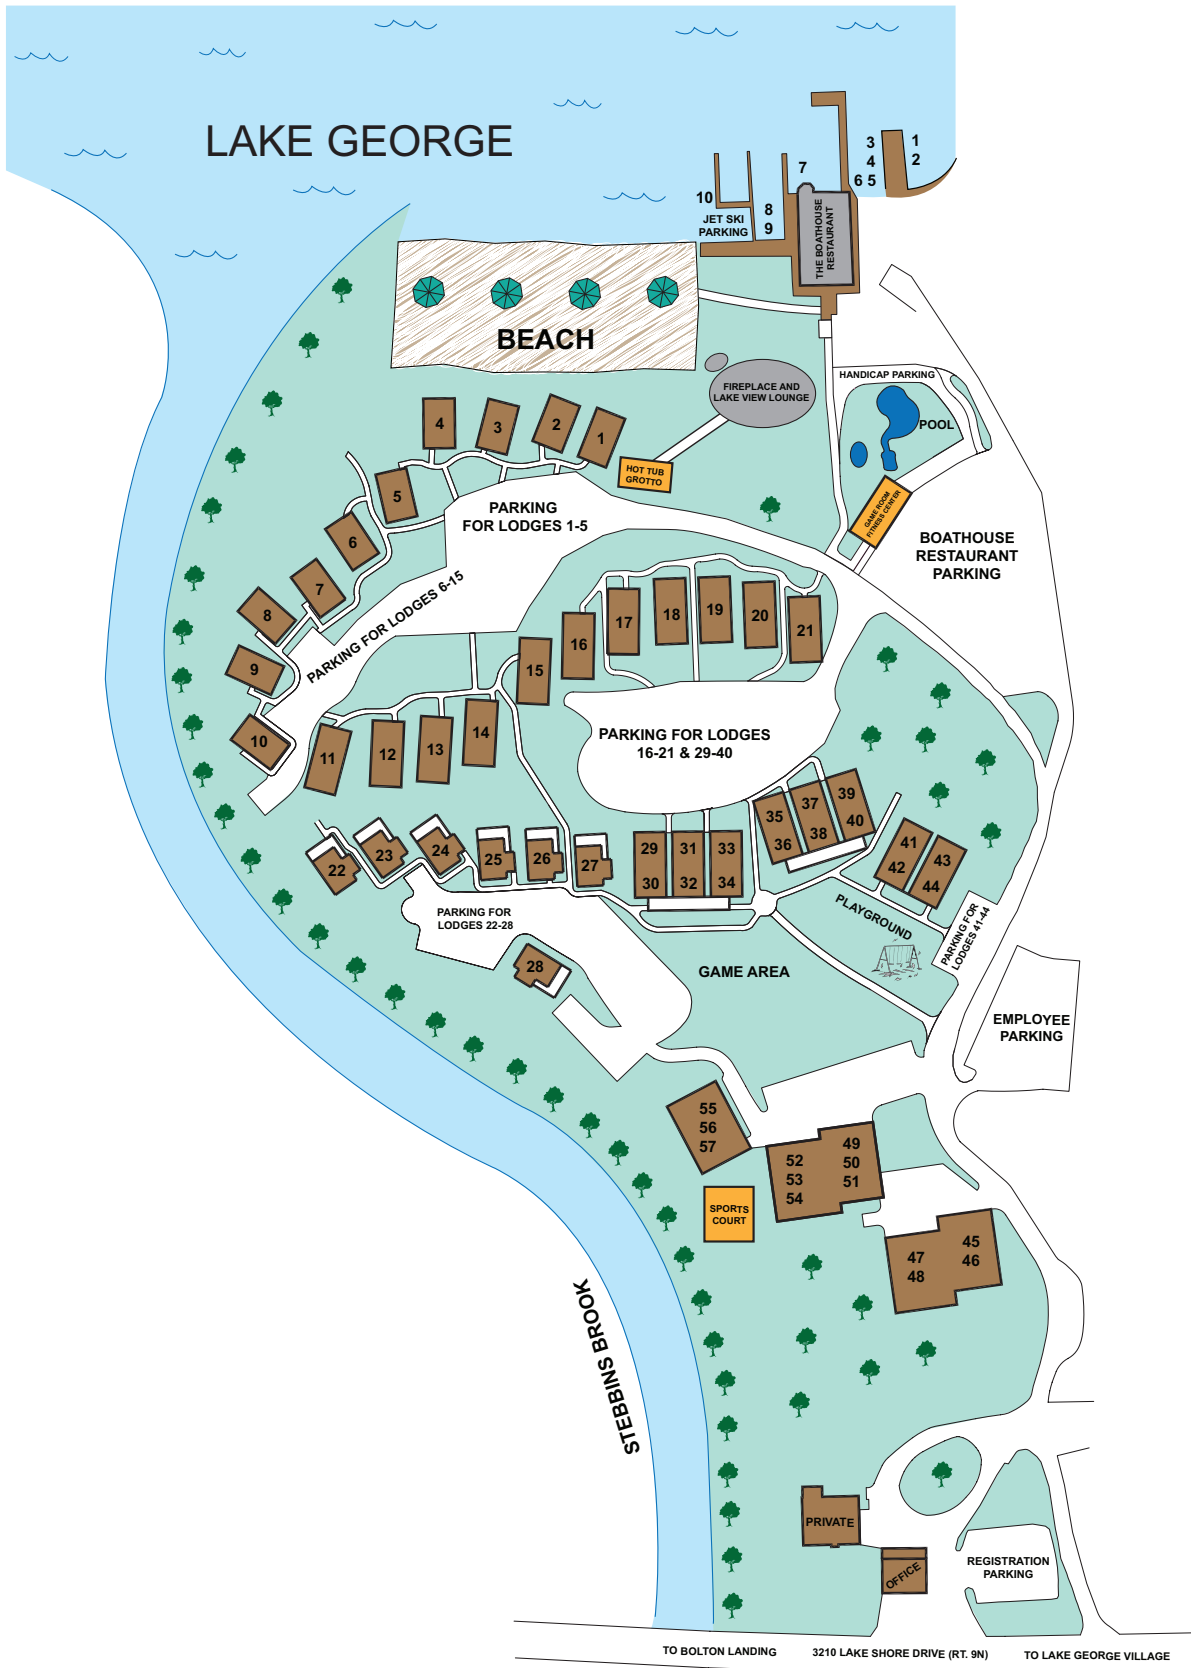 LAKE GEORGE
3
4
6 5
1
2
7
10
8
9
JET SKI
PARKING
THE BOATHOUSE
RESTAURANT
BEACH
FIREPLACE AND
LAKE VIEW LOUNGE
HANDICAP PARKING
POOL
4
3
2
1
HOT TUB
GROTTO
GAME ROOM
FITNESS CENTER
5
PARKING
FOR LODGES 1-5
BOATHOUSE
RESTAURANT
PARKING
6
7
8
9
10
PARKING FOR LODGES 6-15
11
12
13
14
15
16
17
18
19
20
21
PARKING FOR LODGES
16-21 & 29-40
22
23
24
25
26
27
29
30
31
32
33
34
35
36
37
38
39
40
41
42
43
44
PARKING FOR
LODGES 22-28
28
PLAYGROUND
PARKING FOR
LODGES 41-44
GAME AREA
EMPLOYEE
PARKING
55
56
57
52
53
54
49
50
51
SPORTS
COURT
47
48
45
46
STEBBINS BROOK
PRIVATE
OFFICE
REGISTRATION
PARKING
TO BOLTON LANDING
3210 LAKE SHORE DRIVE (RT. 9N)
TO LAKE GEORGE VILLAGE